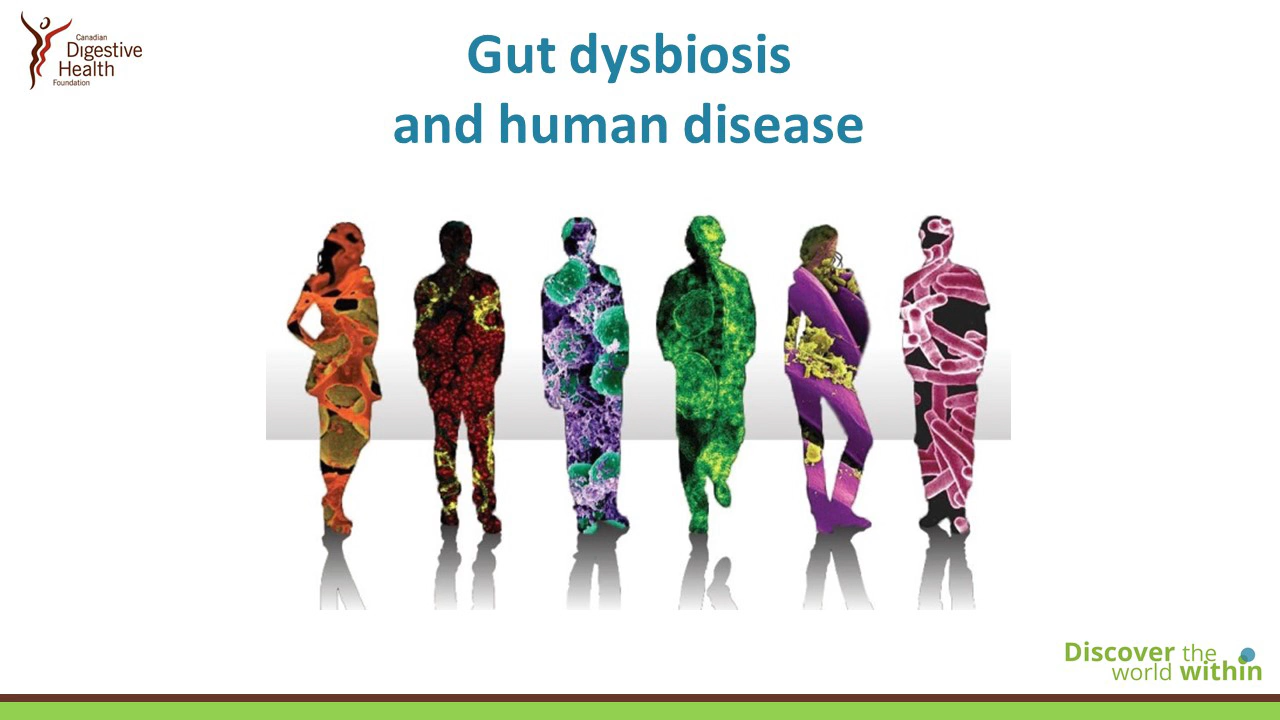 Canadian
Digestive
Health
Foundation
Gut dysbiosis
and human disease
Discover the
world within